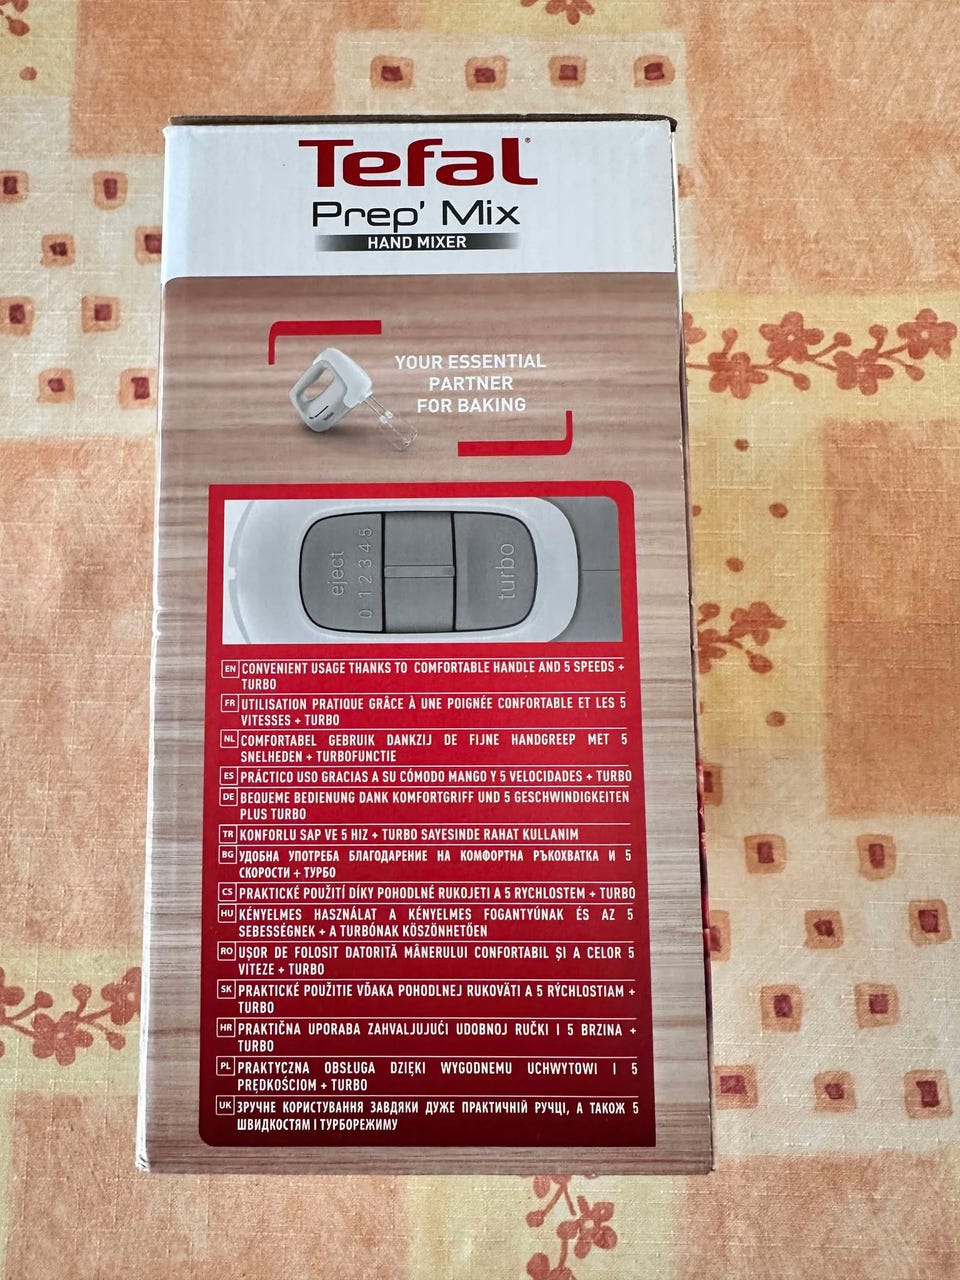 Tefal®
Prep' Mix
HAND MIXER
YOUR ESSENTIAL
PARTNER
FOR BAKING
eject
0 1 2 3 4 5
turbo
EN CONVENIENT USAGE THANKS TO COMFORTABLE HANDLE AND 5 SPEEDS +
TURBO
FR UTILISATION PRATIQUE GRÂCE À UNE POIGNÉE CONFORTABLE ET LES 5
VITESSES + TURBO
NL COMFORTABEL GEBRUIK DANKZIJ DE FIJNE HANDGREEP MET 5
SNELHEDEN + TURBOFUNCTIE
ES PRÁCTICO USO GRACIAS A SU CÓMODO MANGO Y 5 VELOCIDADES + TURBO
DE BEQUEME BEDIENUNG DANK KOMFORTGRIFF UND 5 GESCHWINDIGKEITEN
PLUS TURBO
TR KONFORLU SAP VE 5 HIZ + TURBO SAYESINDE RAHAT KULLANIM
BG УДОБНА УПОТРЕБА БЛАГОДАРЕНИЕ НА КОМФОРТНА РЪКОХВАТКА И 5
СКОРОСТИ + ТУРБО
CS PRAKTICKÉ POUŽITÍ DÍKY POHODLNÉ RUKOJETI A 5 RYCHLOSTEM + TURBO
HU KÉNYELMES HASZNÁLAT A KÉNYELMES FOGANTYÚNAK ÉS AZ 5
SEBESSÉGNEK + A TURBÓNAK KÖSZÖNHETŐEN
RO UȘOR DE FOLOSIT DATORITĂ MÂNERULUI CONFORTABIL ȘI A CELOR 5
VITEZE + TURBO
SK PRAKTICKÉ POUŽITIE VĎAKA POHODLNEJ RUKOVÄTI A 5 RÝCHLOSTIAM +
TURBO
HR PRAKTIČNA UPORABA ZAHVALJUJUĆI UDOBNOJ RUČKI I 5 BRZINA +
TURBO
PL PRAKTYCZNA OBSŁUGA DZIĘKI WYGODNEMU UCHWYTOWI I 5
PRĘDKOŚCIOM + TURBO
UK ЗРУЧНЕ КОРИСТУВАННЯ ЗАВДЯКИ ДУЖЕ ПРАКТИЧНІЙ РУЧЦІ, А ТАКОЖ 5
ШВИДКОСТЯМ І ТУРБОРЕЖИМУ